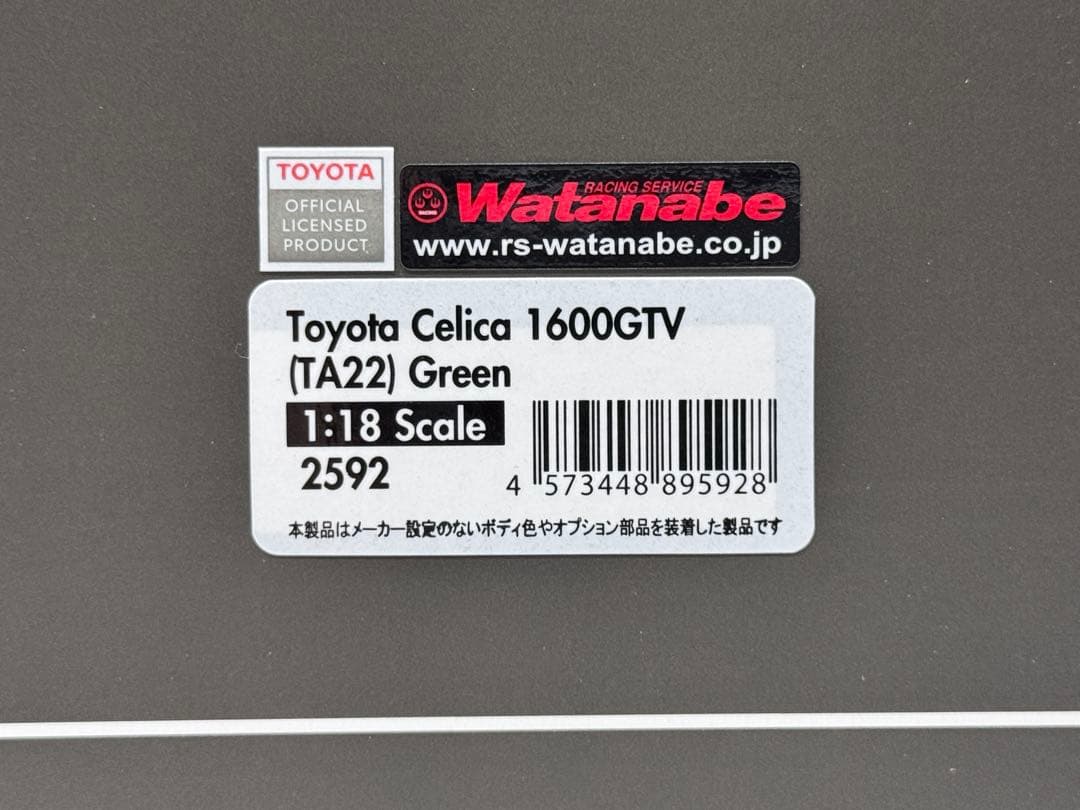 TOYOTA
OFFICIAL
LICENSED
PRODUCT
RACING SERVICE
Watanabe
RACING
www.rs-watanabe.co.jp
Toyota Celica 1600GTV
(TA22) Green
1:18 Scale
2592
4 573448 895928
本製品はメーカー設定のないボディ色やオプション部品を装着した製品です